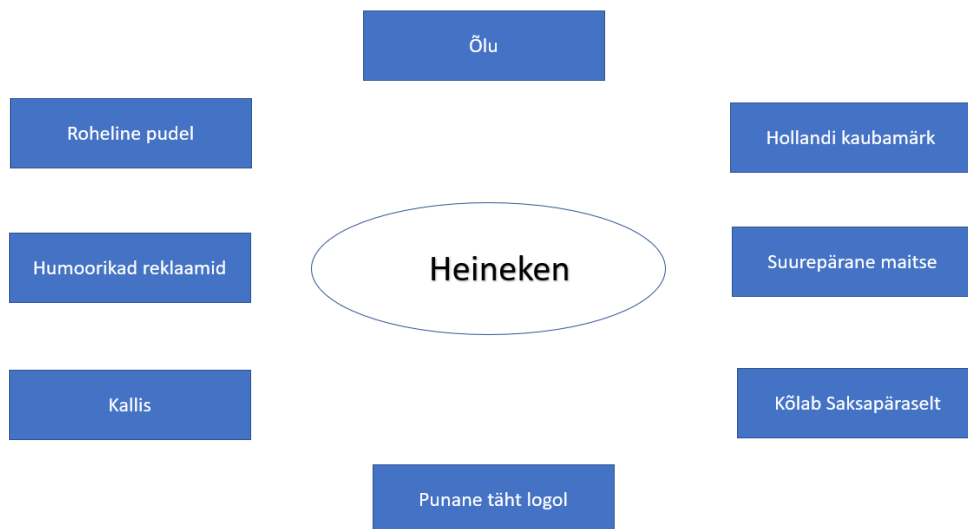 Õlu
Roheline pudel
Hollandi kaubamärk
Humoorikad reklaamid
Heineken
Suurepärane maitse
Kallis
Kõlab Saksapäraselt
Punane täht logol